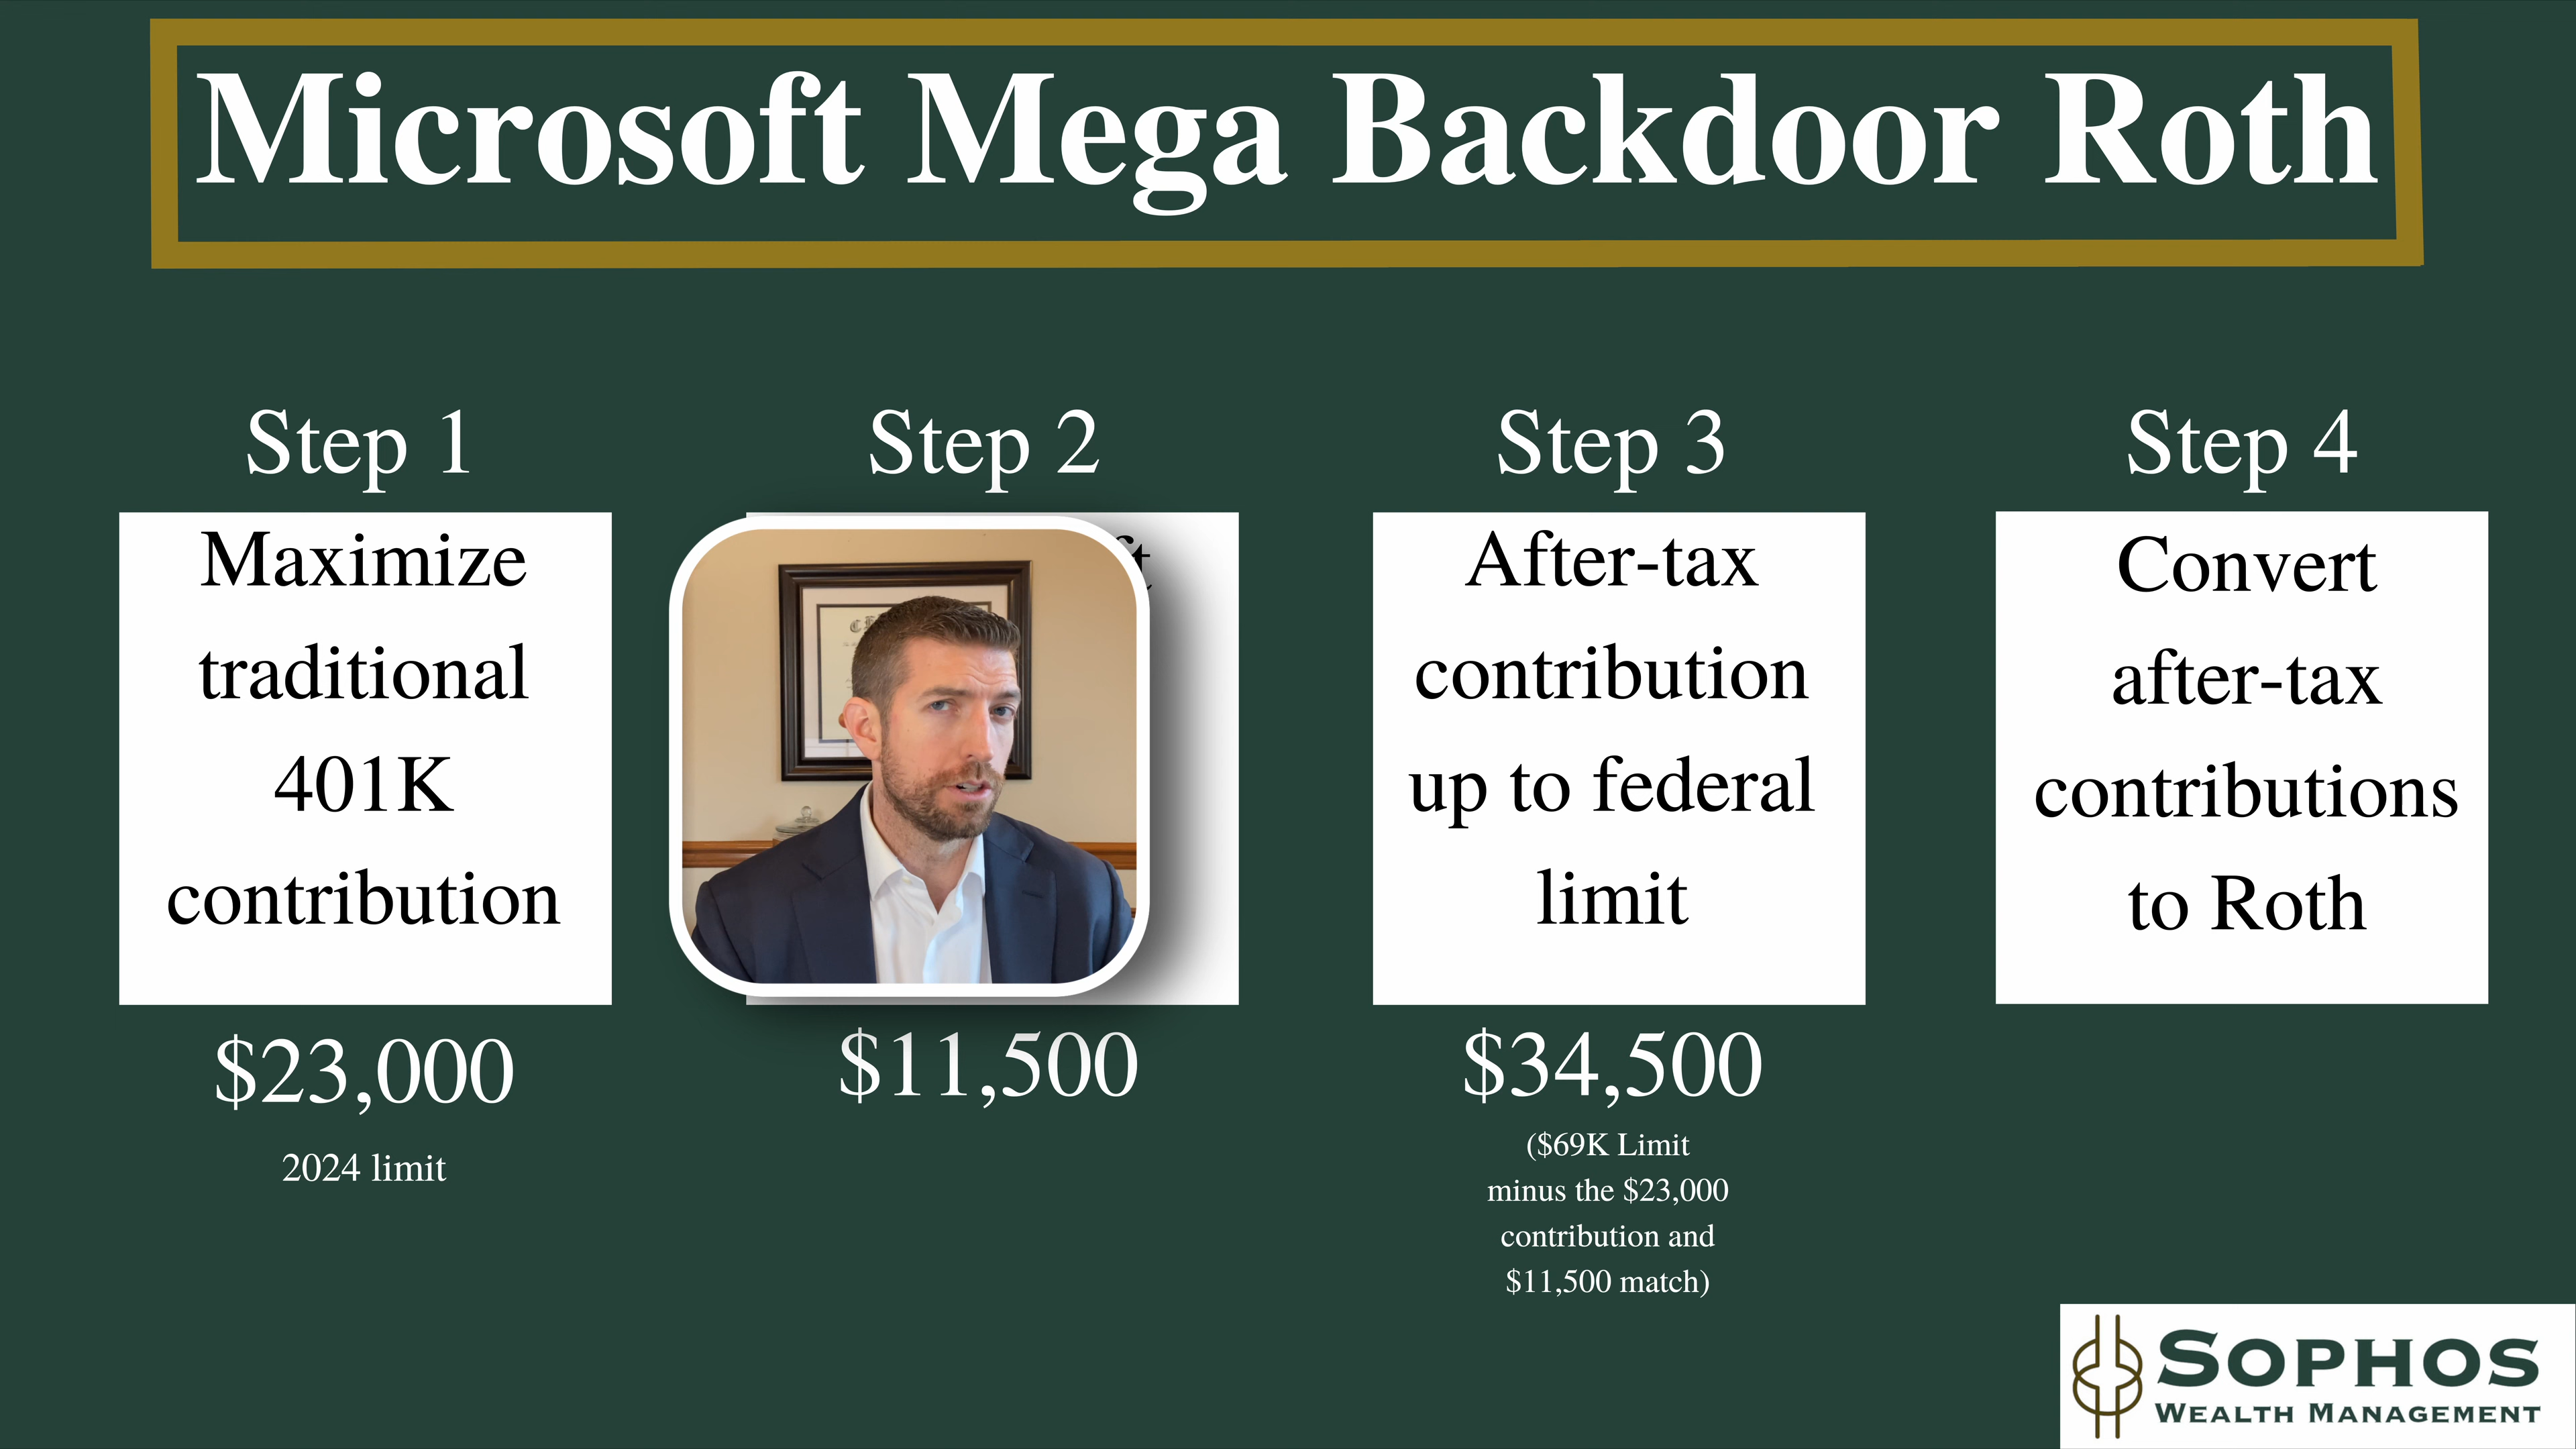 Microsoft Mega Backdoor Roth
Step 1
Maximize
traditional
401K
contribution
$23,000
2024 limit
Step 2
$11,500
Step 3
After-tax
contribution
up to federal
limit
$34,500
($69K Limit
minus the $23,000
contribution and
$11,500 match)
Step 4
Convert
after-tax
contributions
to Roth
SOPHOS
WEALTH MANAGEMENT